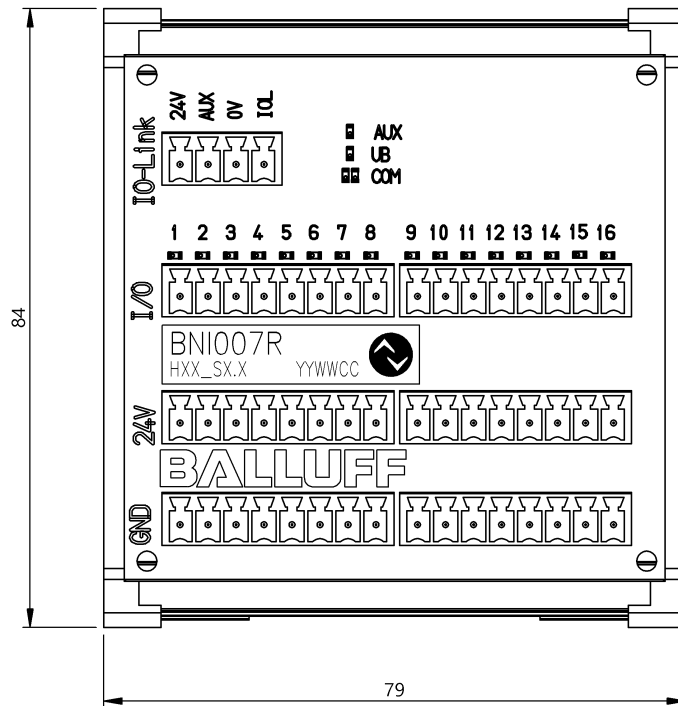 24V AUX 0V IOL
IO-Link
AUX
UB
COM
1 2 3 4 5 6 7 8 9 10 11 12 13 14 15 16
I/O
BNI007R
HXX_SX.X YYWWCC
24V
BALLUFF
GND
84
79